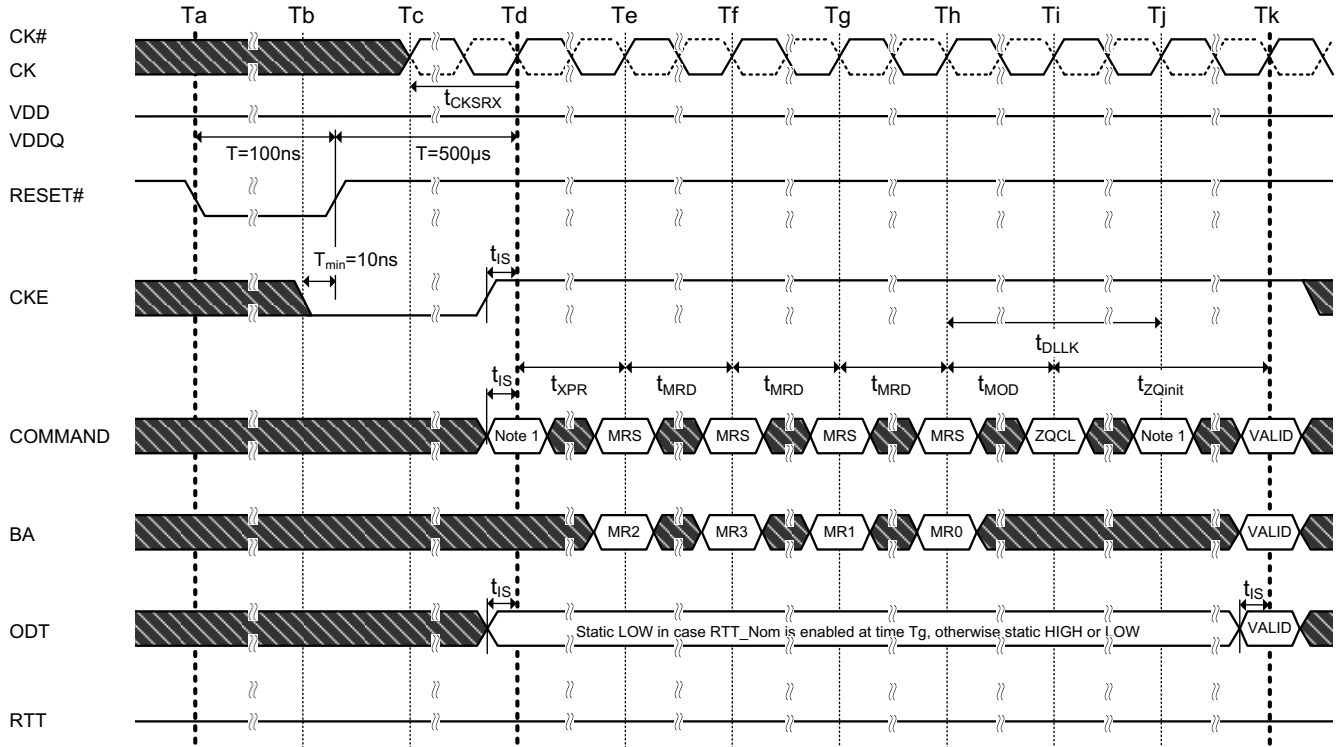 Ta Tb Tc Td Te Tf Tg Th Ti Tj Tk
CK#
CK
tCKSRX
VDD
VDDQ
T=100ns T=500µs
RESET#
Tmin=10ns tIS
CKE
tDLLK
tIS tXPR tMRD tMRD tMRD tMOD tZQinit
COMMAND Note 1 MRS MRS MRS MRS ZQCL Note 1 VALID
BA MR2 MR3 MR1 MR0 VALID
tIS tIS
ODT Static LOW in case RTT_Nom is enabled at time Tg, otherwise static HIGH or LOW VALID
RTT